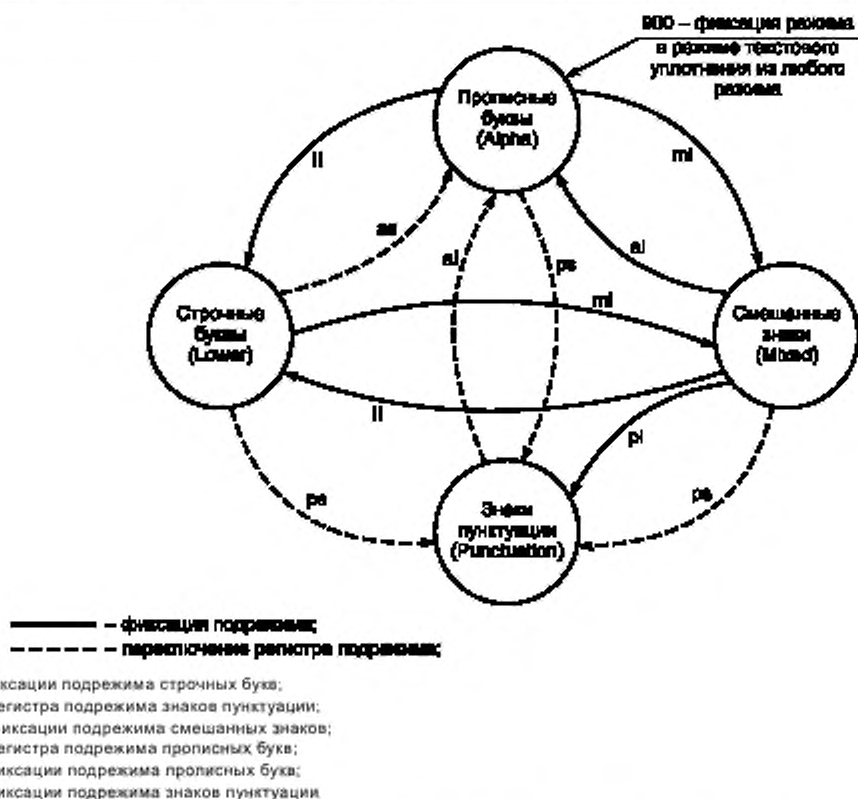 900 – фиксация режима
в режиме текстового
уплотнения из любого
режима
Прописные
буквы
(Alpha)
ll
ml
as
al
ps
al
Строчные
буквы
(Lower)
ml
Смешанные
знаки
(Mixed)
ll
pl
ps
ps
Знаки
пунктуации
(Punctuation)
– фиксация подрежима;
– переключение регистра подрежима;
ксации подрежима строчных букв;
егистра подрежима знаков пунктуации;
иксации подрежима смешанных знаков;
егистра подрежима прописных букв;
иксации подрежима прописных букв;
иксации подрежима знаков пунктуации